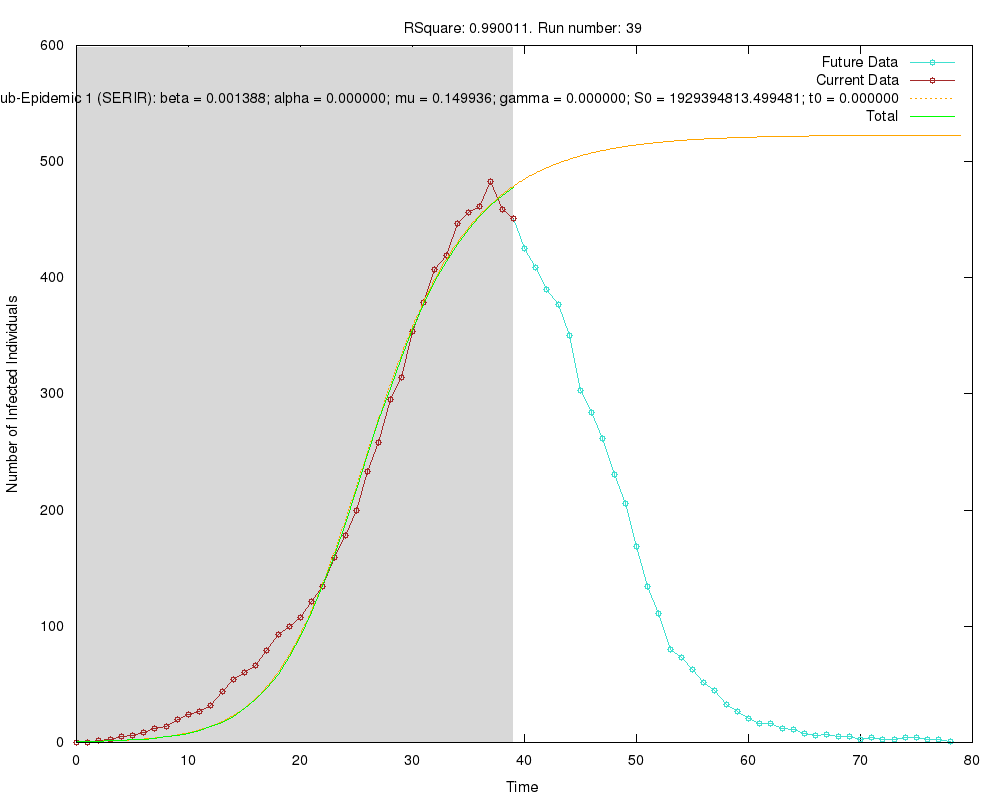 RSquare: 0.990011. Run number: 39
600
500
400
300
200
100
0
Number of Infected Individuals
Future Data
Current Data
ub-Epidemic 1 (SERIR): beta = 0.001388; alpha = 0.000000; mu = 0.149936; gamma = 0.000000; S0 = 1929394813.499481; t0 = 0.000000
Total
0 10 20 30 40 50 60 70 80
Time